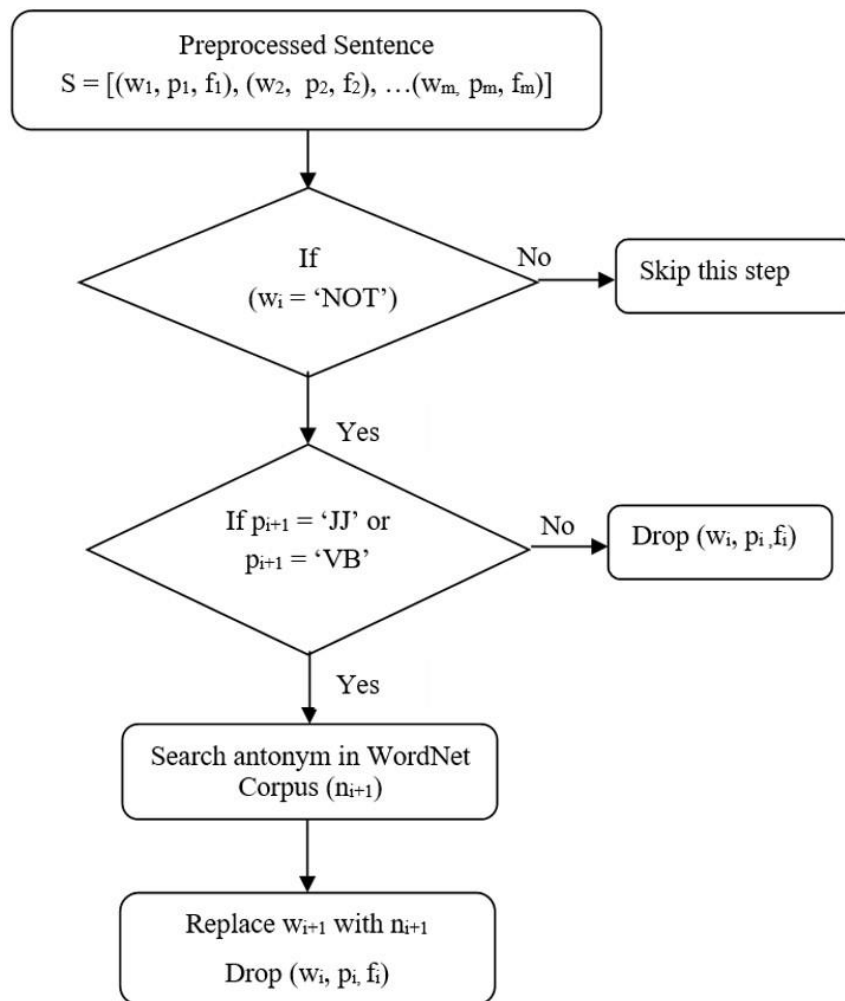 Preprocessed Sentence
S = [(w₁, p₁, f₁), (w₂, p₂, f₂), …(wₘ, pₘ, fₘ)]
If
(wᵢ = ‘NOT’)
No
Skip this step
Yes
If pᵢ₊₁ = ‘JJ’ or
pᵢ₊₁ = ‘VB’
No
Drop (wᵢ, pᵢ ,fᵢ)
Yes
Search antonym in WordNet
Corpus (nᵢ₊₁)
Replace wᵢ₊₁ with nᵢ₊₁
Drop (wᵢ, pᵢ, fᵢ)